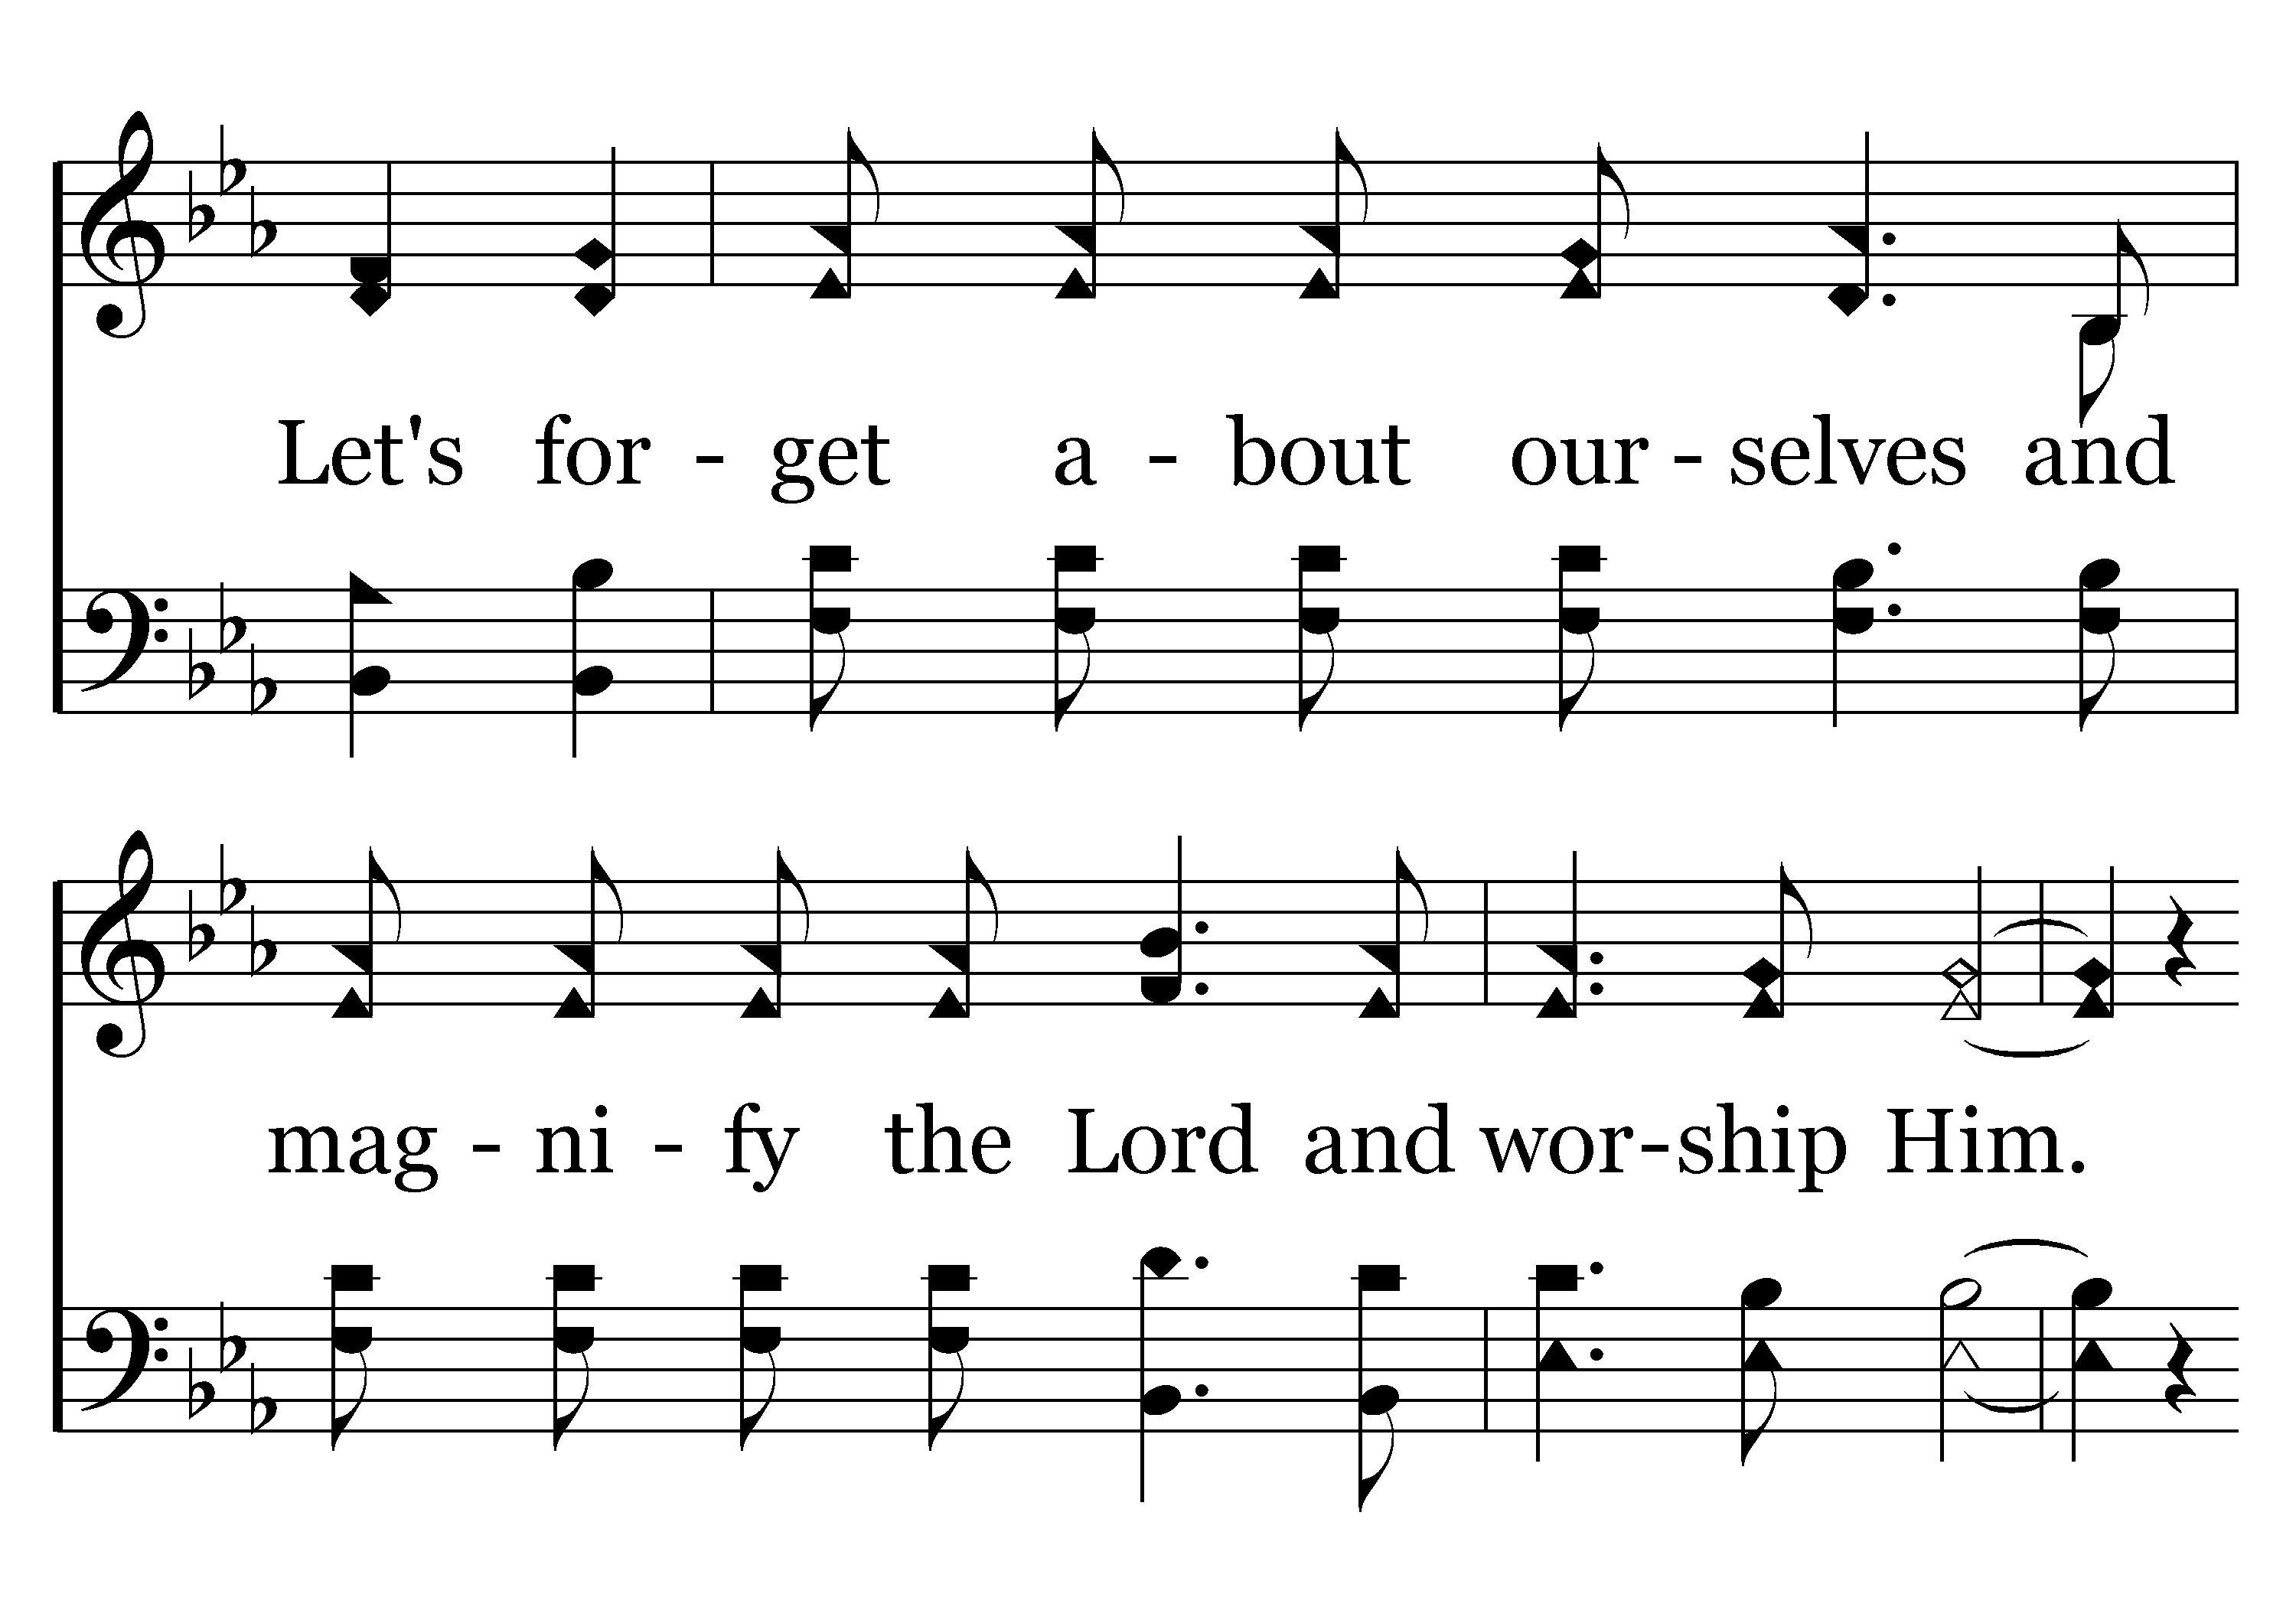 Let's for - get a - bout our - selves and
mag - ni - fy the Lord and wor-ship Him.